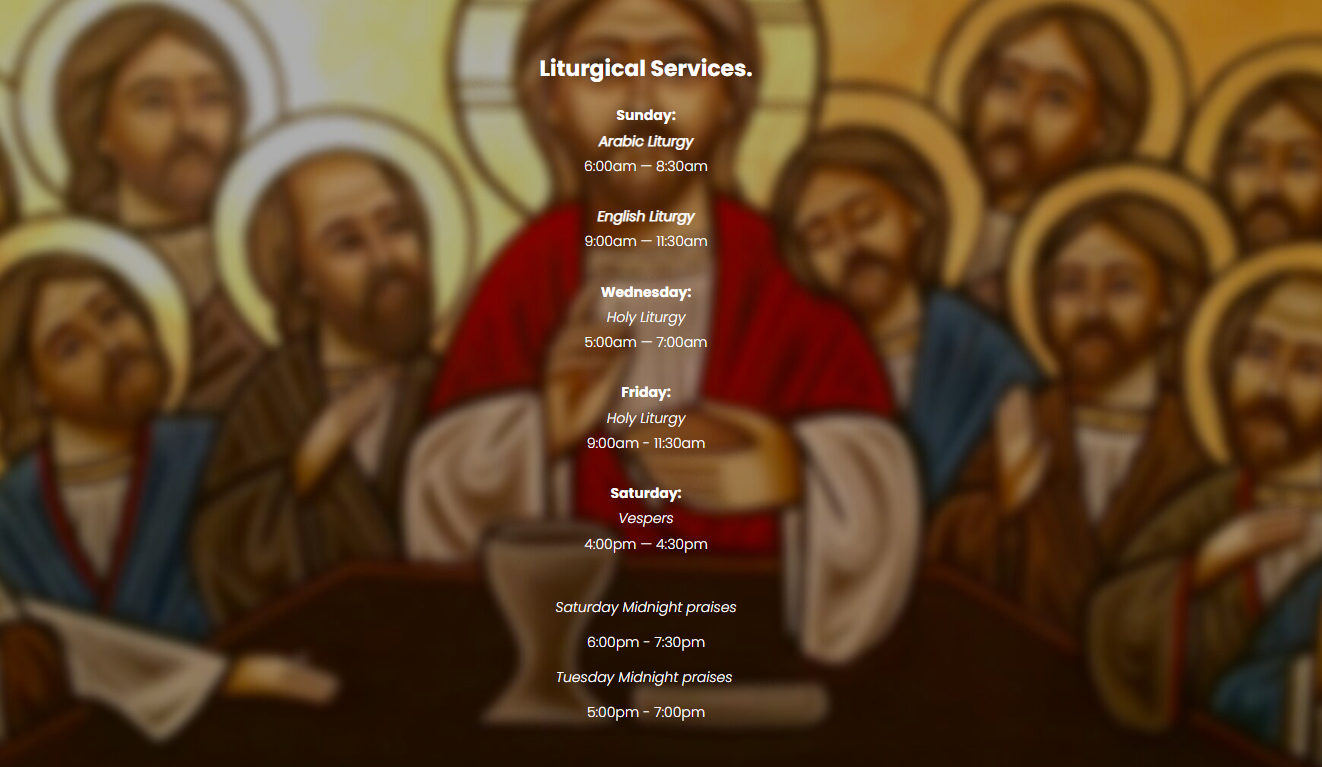 Liturgical Services.
Sunday:
Arabic Liturgy
6:00am — 8:30am
English Liturgy
9:00am — 11:30am
Wednesday:
Holy Liturgy
5:00am — 7:00am
Friday:
Holy Liturgy
9:00am - 11:30am
Saturday:
Vespers
4:00pm — 4:30pm
Saturday Midnight praises
6:00pm - 7:30pm
Tuesday Midnight praises
5:00pm - 7:00pm